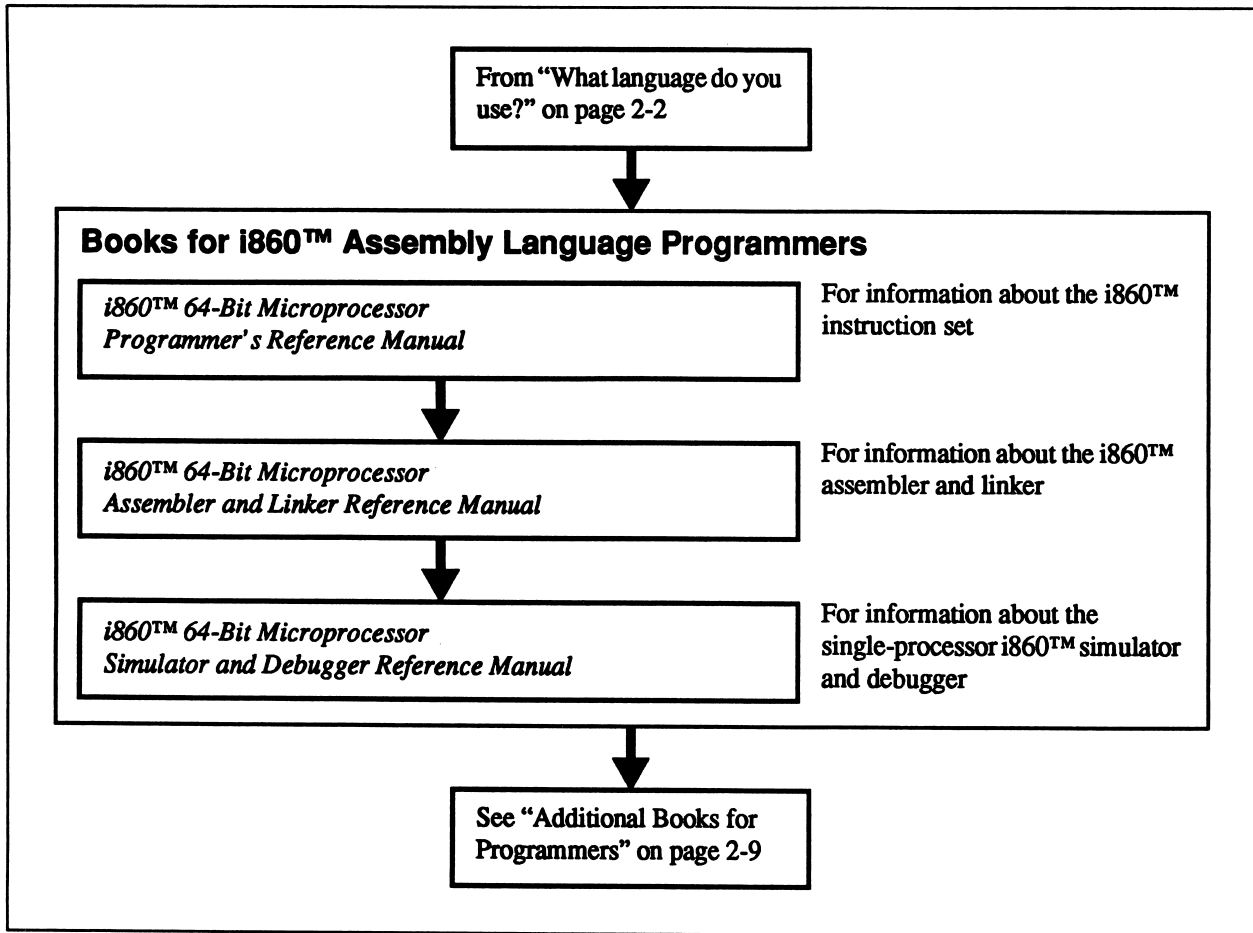 From “What language do you
use?” on page 2-2
Books for i860™ Assembly Language Programmers
i860™ 64-Bit Microprocessor
Programmer's Reference Manual
For information about the i860™
instruction set
i860™ 64-Bit Microprocessor
Assembler and Linker Reference Manual
For information about the i860™
assembler and linker
i860™ 64-Bit Microprocessor
Simulator and Debugger Reference Manual
For information about the
single-processor i860™ simulator
and debugger
See “Additional Books for
Programmers” on page 2-9